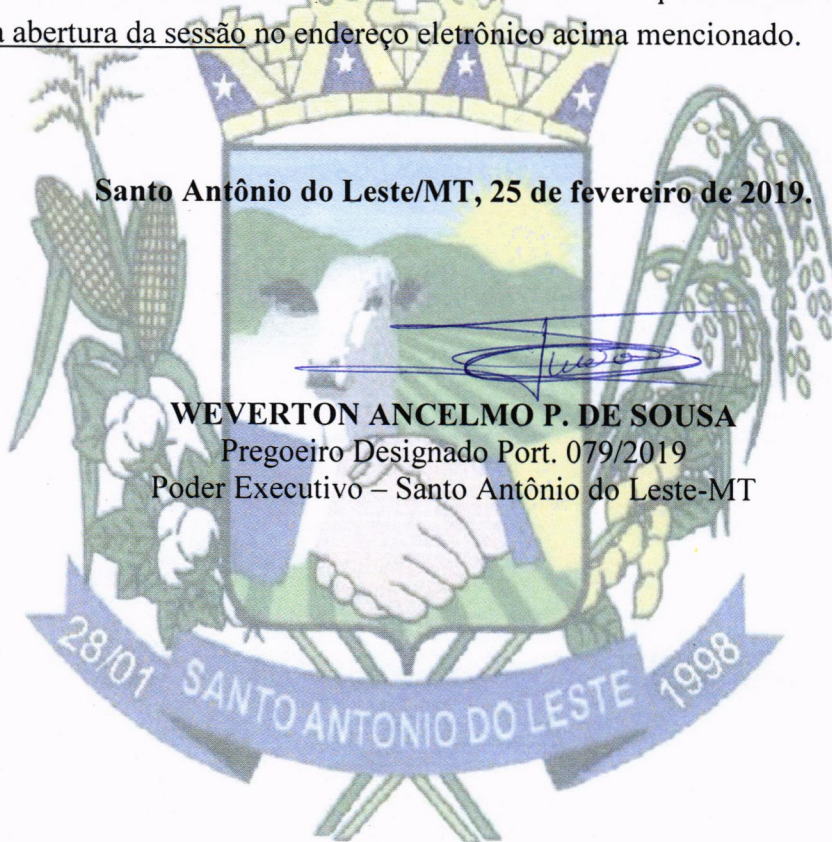 a abertura da sessão no endereço eletrônico acima mencionado.
Santo Antônio do Leste/MT, 25 de fevereiro de 2019.
WEVERTON ANCELMO P. DE SOUSA
Pregoeiro Designado Port. 079/2019
Poder Executivo – Santo Antônio do Leste-MT
28/01 SANTO ANTONIO DO LESTE 1998